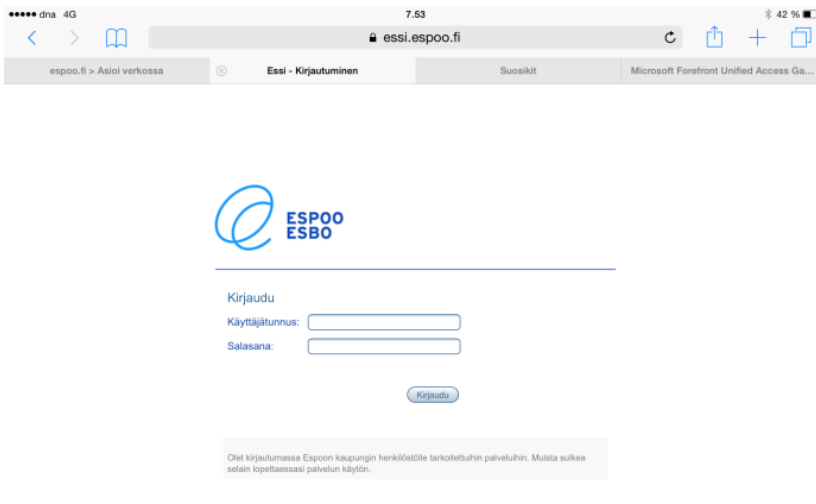 dna 4G 7.53 42 %
essi.espoo.fi
espoo.fi > Asioi verkossa Essi - Kirjautuminen Suosikit Microsoft Forefront Unified Access Ga...
ESPOO
ESBO
Kirjaudu
Käyttäjätunnus:
Salasana:
Kirjaudu
Olet kirjautumassa Espoon kaupungin henkilöstölle tarkoitettuihin palveluihin. Muista sulkea
selain lopettaessasi palvelun käytön.